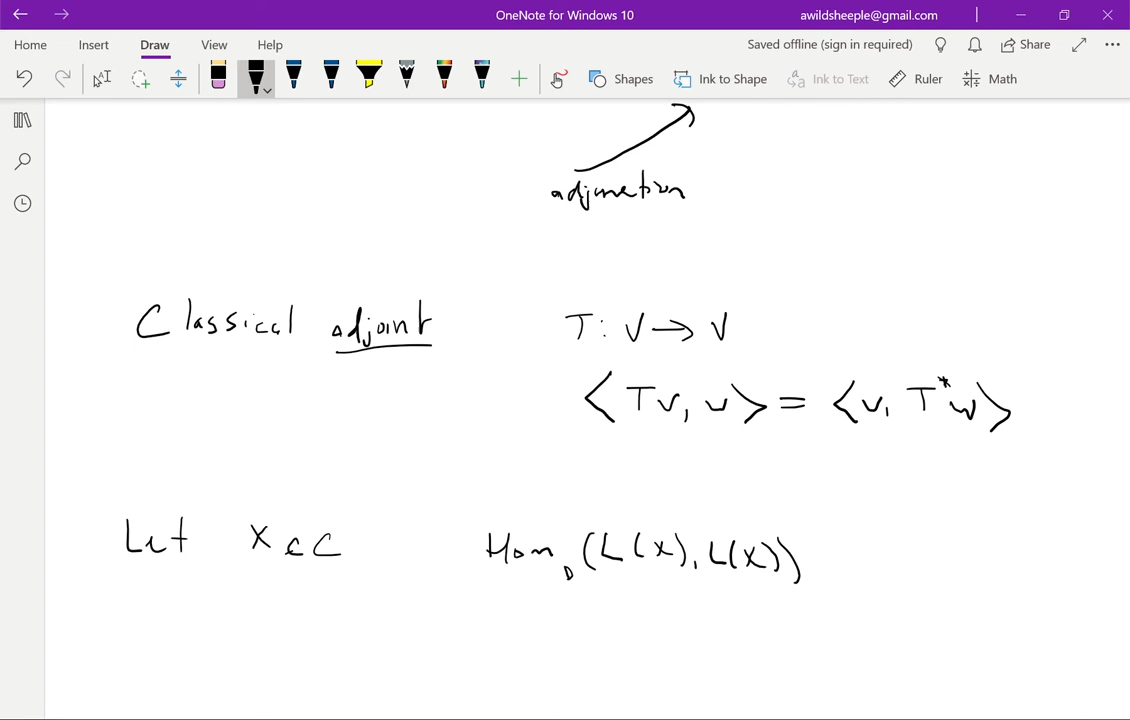 OneNote for Windows 10
awildsheeple@gmail.com
Home Insert Draw View Help
Saved offline (sign in required)
Share
Shapes
Ink to Shape
Ink to Text
Ruler
Math
adjunction
Classical adjoint
T: V → V
⟨Tv, w⟩ = ⟨v, T*w⟩
Let X ∈ C
Hom_D(L(X), L(X))